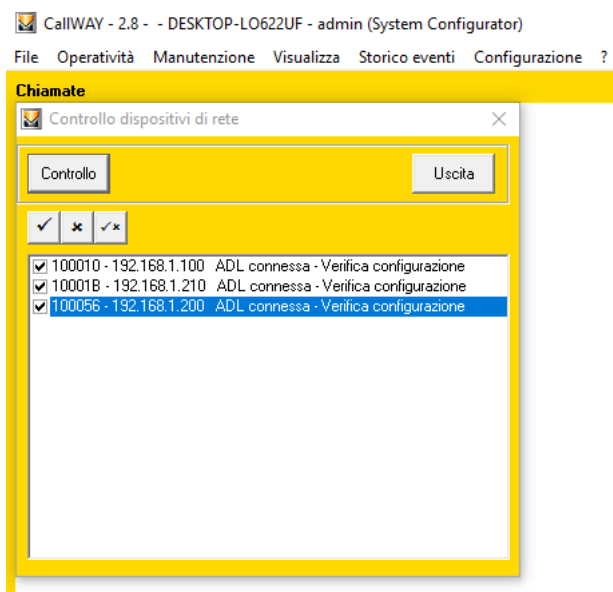 CallWAY - 2.8 - - DESKTOP-LO622UF - admin (System Configurator)
File Operatività Manutenzione Visualizza Storico eventi Configurazione ?
Chiamate
Controllo dispositivi di rete
Controllo Uscita
100010 - 192.168.1.100 ADL connessa - Verifica configurazione
10001B - 192.168.1.210 ADL connessa - Verifica configurazione
100056 - 192.168.1.200 ADL connessa - Verifica configurazione